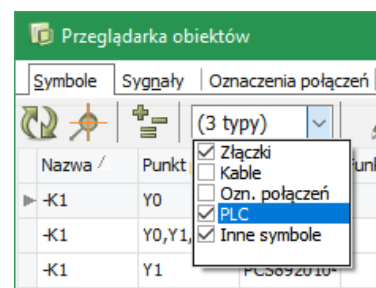 Przeglądarka obiektów
Symbole Sygnały Oznaczenia połączeń
(3 typy)
Nazwa Punkt
Złączki
Kable
Ozn. połączeń
PLC
Inne symbole
-K1 Y0
-K1 Y0,Y1,
-K1 Y1